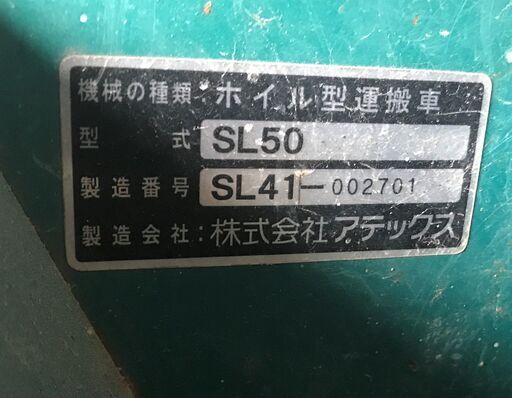 機械の種類:ホイル型運搬車
型式 SL50
製造番号 SL41-002701
製造会社:株式会社アテックス